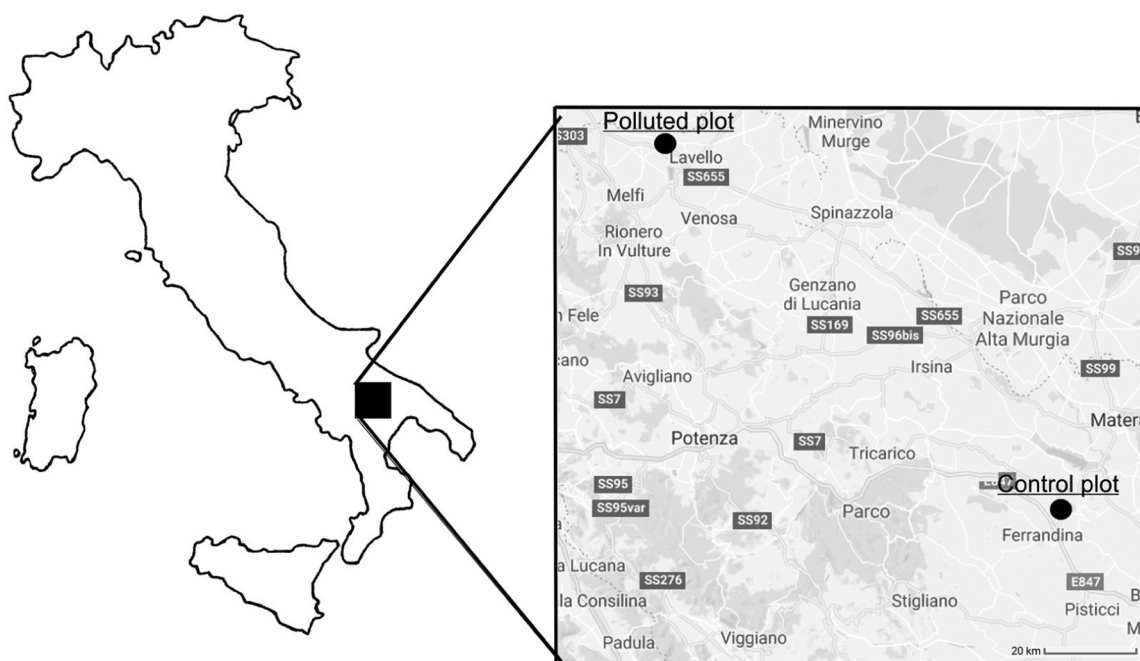 Polluted plot
Minervino
Murge
S303
Lavello
SS655
Melfi
Venosa
Spinazzola
Rionero
In Vulture
SS9
Genzano
di Lucania
SS93
Parco
Nazionale
Alta Murgia
n Fele
SS169
SS655
SS96bis
cano
Irsina
SS99
Avigliano
SS7
Matera
Potenza
SS7
Tricarico
SS95
E847
Control plot
SS95var
SS92
Parco
Ferrandina
a Lucana
SS276
E847
la Consilina
Stigliano
Pisticci
B
M
Padula
Viggiano
20 km